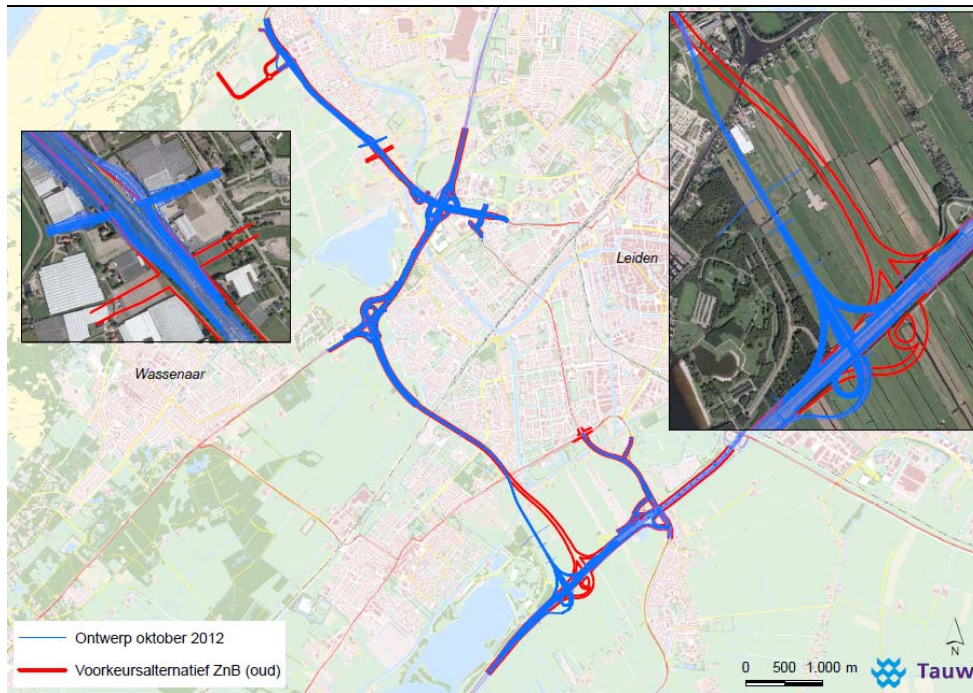 Leiden
Wassenaar
Ontwerp oktober 2012
Voorkeursalternatief ZnB (oud)
N
0 500 1.000 m
Tauw